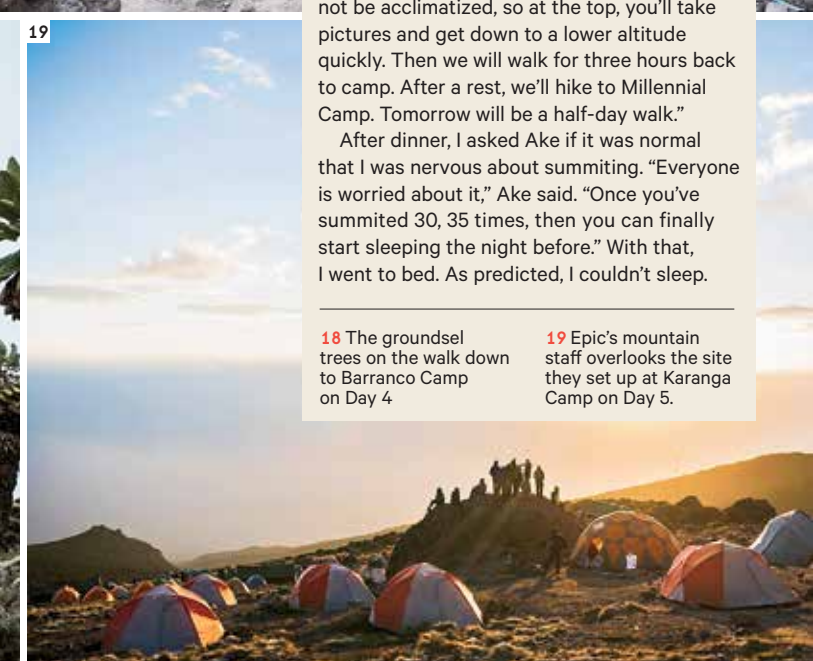 not be acclimatized, so at the top, you’ll take
pictures and get down to a lower altitude
quickly. Then we will walk for three hours back
to camp. After a rest, we’ll hike to Millennial
Camp. Tomorrow will be a half-day walk.”
After dinner, I asked Ake if it was normal
that I was nervous about summiting. “Everyone
is worried about it,” Ake said. “Once you’ve
summited 30, 35 times, then you can finally
start sleeping the night before.” With that,
I went to bed. As predicted, I couldn’t sleep.
18 The groundsel
trees on the walk down
to Barranco Camp
on Day 4
19 Epic’s mountain
staff overlooks the site
they set up at Karanga
Camp on Day 5.
19